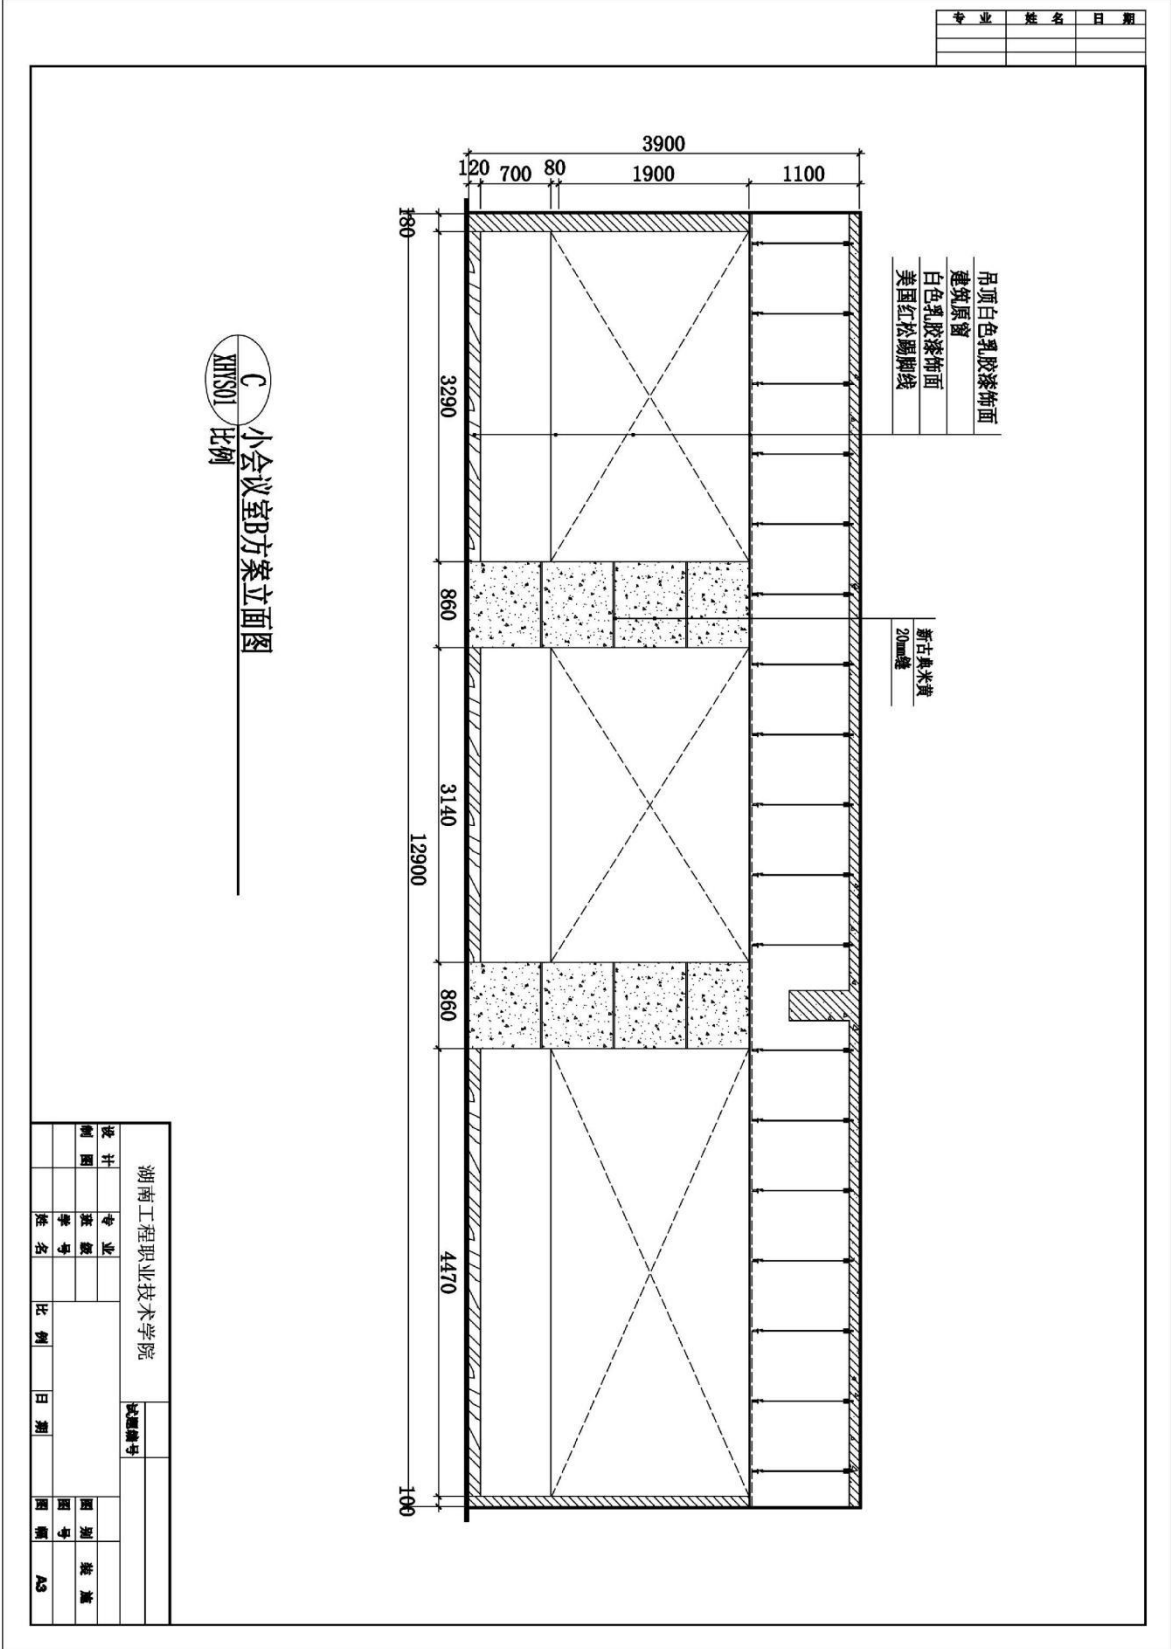 专 业 姓 名 日 期
3900
120 700 80 1900 1100
吊顶白色乳胶漆饰面
建筑原窗
白色乳胶漆饰面
美国红松踢脚线
新古典米黄
20mm缝
180 3290 860 3140 860 4470 100
12900
C
XHYS01
小会议室B方案立面图
比例
湖南工程职业技术学院
试题编号
设 计 专 业
制 图 班 级 图 别 装 施
学 号 图 号
姓 名 比 例 日 期 图 幅 A3